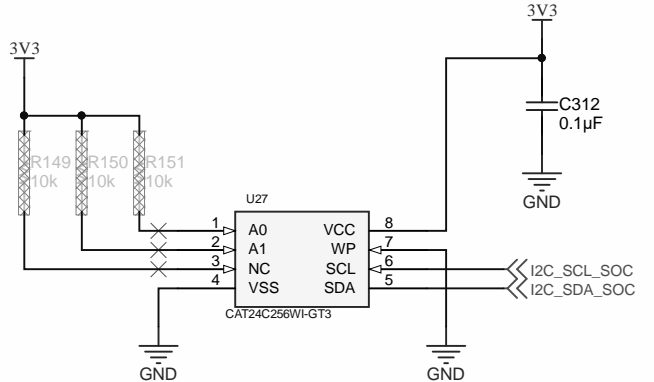 3V3
3V3
C312
0.1µF
GND
R149
10k
R150
10k
R151
10k
U27
1
2
3
4
A0
A1
NC
VSS
VCC
WP
SCL
SDA
8
7
6
5
CAT24C256WI-GT3
I2C_SCL_SOC
I2C_SDA_SOC
GND
GND